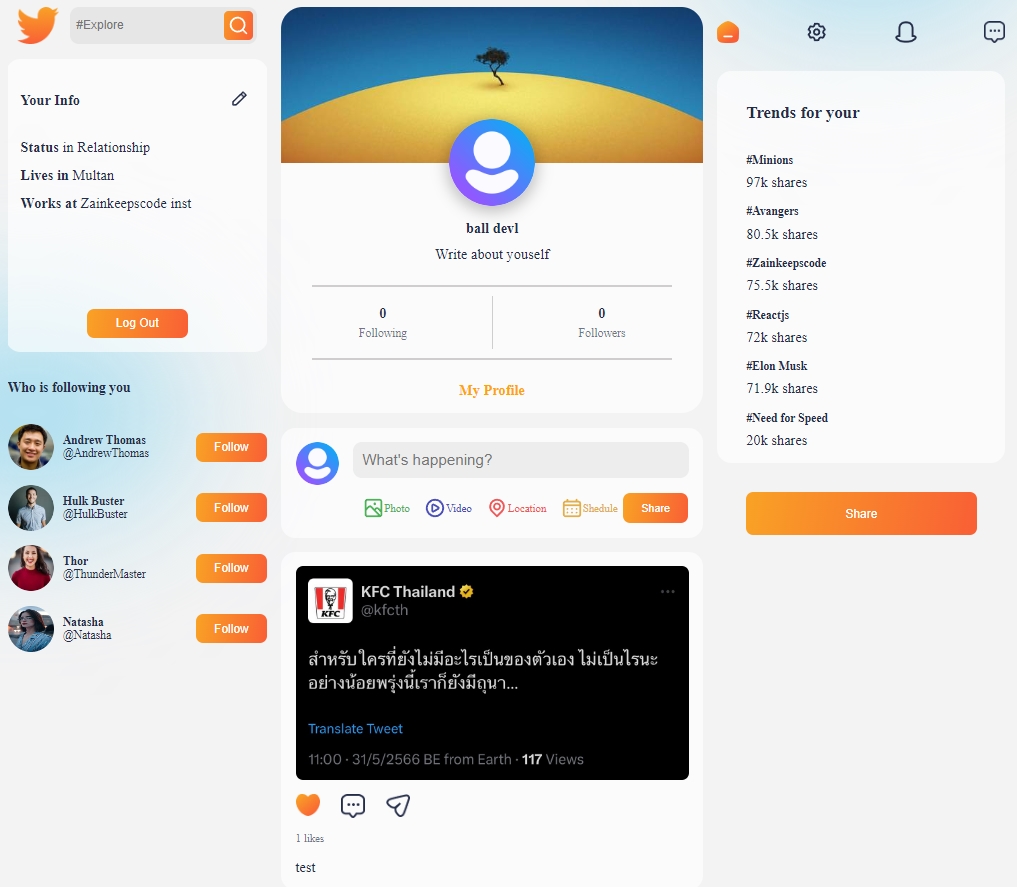 #Explore
Your Info
Status in Relationship
Lives in Multan
Works at Zainkeepscode inst
Log Out
Who is following you
Andrew Thomas
@AndrewThomas
Follow
Hulk Buster
@HulkBuster
Follow
Thor
@ThunderMaster
Follow
Natasha
@Natasha
Follow
ball devl
Write about youself
0
Following
0
Followers
My Profile
What's happening?
Photo
Video
Location
Shedule
Share
KFC
KFC Thailand
@kfcth
สำหรับใครที่ยังไม่มีอะไรเป็นของตัวเอง ไม่เป็นไรนะ
อย่างน้อยพรุ่งนี้เราก็ยังมีถุนา...
Translate Tweet
11:00 · 31/5/2566 BE from Earth · 117 Views
1 likes
test
Trends for your
#Minions
97k shares
#Avangers
80.5k shares
#Zainkeepscode
75.5k shares
#Reactjs
72k shares
#Elon Musk
71.9k shares
#Need for Speed
20k shares
Share